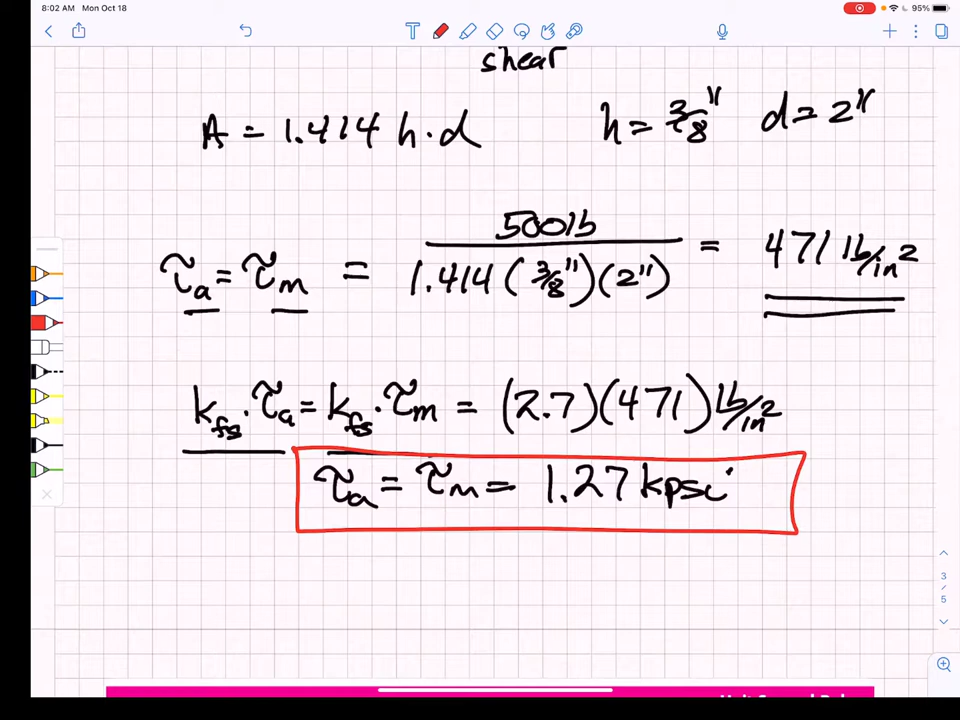 8:02 AM Mon Oct 18 95%
shear
A = 1.414 h · d h = 3/8" d = 2"
τa = τm = 500 lb / 1.414 (3/8") (2") = 471 lb/in²
kfs · τa = kfs · τm = (2.7)(471) lb/in²
τa = τm = 1.27 kpsi
3 / 5